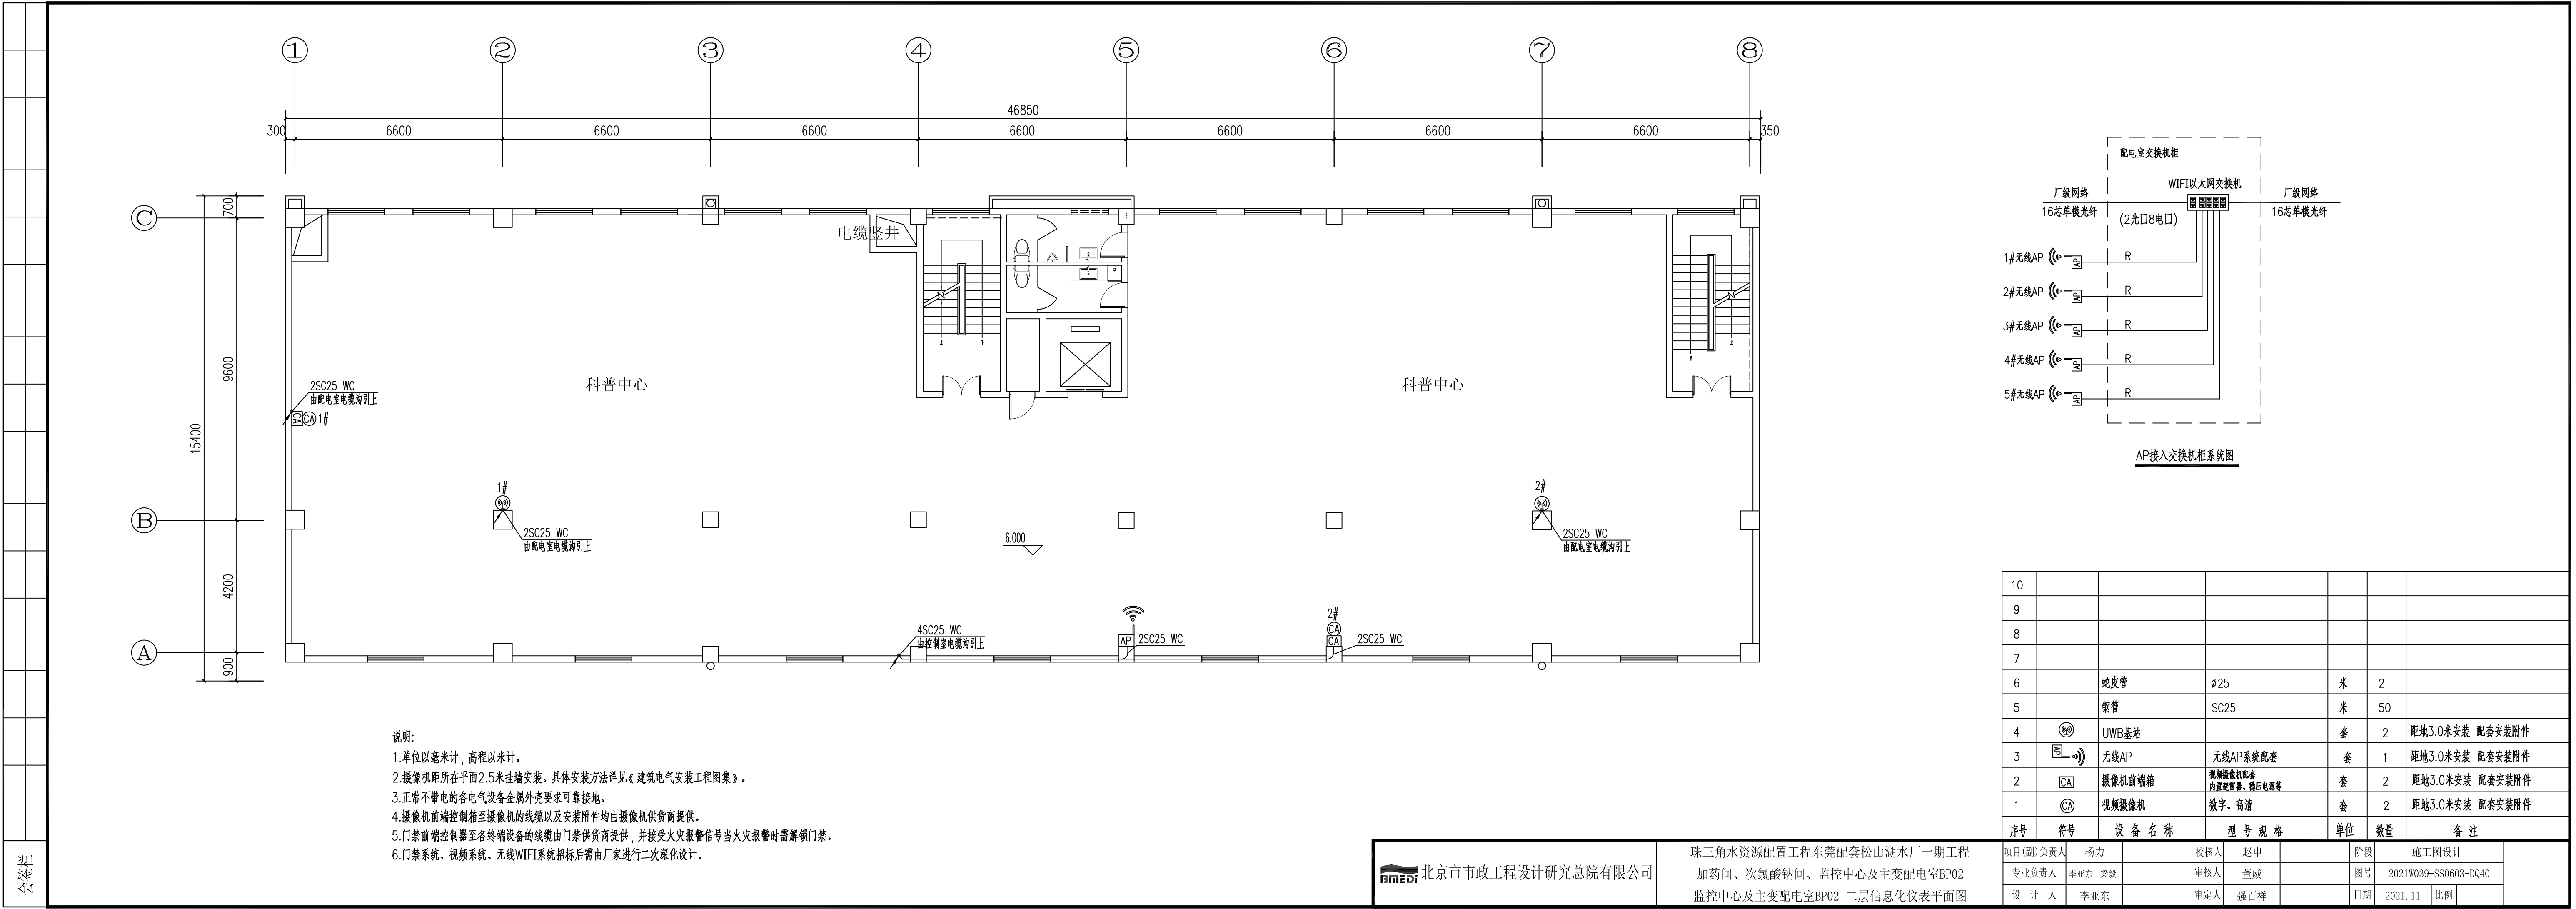 ① ② ③ ④ ⑤ ⑥ ⑦ ⑧
46850
300 6600 6600 6600 6600 6600 6600 6600 350
C
B
A
700
9600
4200
900
15400
电缆竖井
科普中心
科普中心
2SC25 WC
由配电室电缆沟引上
CA CA 1#
1#
2SC25 WC
由配电室电缆沟引上
2#
2SC25 WC
由配电室电缆沟引上
6.000
4SC25 WC
由控制室电缆沟引上
AP 2SC25 WC
2#
CA
CA 2SC25 WC
配电室交换机柜
WIFI以太网交换机
厂级网络
16芯单模光纤
(2光口8电口)
厂级网络
16芯单模光纤
1#无线AP AP R
2#无线AP AP R
3#无线AP AP R
4#无线AP AP R
5#无线AP AP R
AP接入交换机柜系统图
说明:
1.单位以毫米计，高程以米计。
2.摄像机距所在平面2.5米挂墙安装。具体安装方法详见《建筑电气安装工程图集》。
3.正常不带电的各电气设备金属外壳要求可靠接地。
4.摄像机前端控制箱至摄像机的线缆以及安装附件均由摄像机供货商提供。
5.门禁前端控制器至各终端设备的线缆由门禁供货商提供，并接受火灾报警信号当火灾报警时需解锁门禁。
6.门禁系统、视频系统、无线WIFI系统招标后需由厂家进行二次深化设计。
10
9
8
7
6 蛇皮管 ø25 米 2
5 钢管 SC25 米 50
4 UWB基站 套 2 距地3.0米安装 配套安装附件
3 AP 无线AP 无线AP系统配套 套 1 距地3.0米安装 配套安装附件
2 CA 摄像机前端箱 视频摄像机配套 内置避雷器、稳压电源等 套 2 距地3.0米安装 配套安装附件
1 CA 视频摄像机 数字、高清 套 2 距地3.0米安装 配套安装附件
序号 符号 设备名称 型号规格 单位 数量 备注
会签栏
BMEDI 北京市市政工程设计研究总院有限公司
珠三角水资源配置工程东莞配套松山湖水厂一期工程
加药间、次氯酸钠间、监控中心及主变配电室BP02
监控中心及主变配电室BP02 二层信息化仪表平面图
项目(副)负责人 杨力 校核人 赵申 阶段 施工图设计
专业负责人 李亚东 梁毅 审核人 董威 图号 2021W039-SS0603-DQ40
设计人 李亚东 审定人 强百祥 日期 2021.11 比例